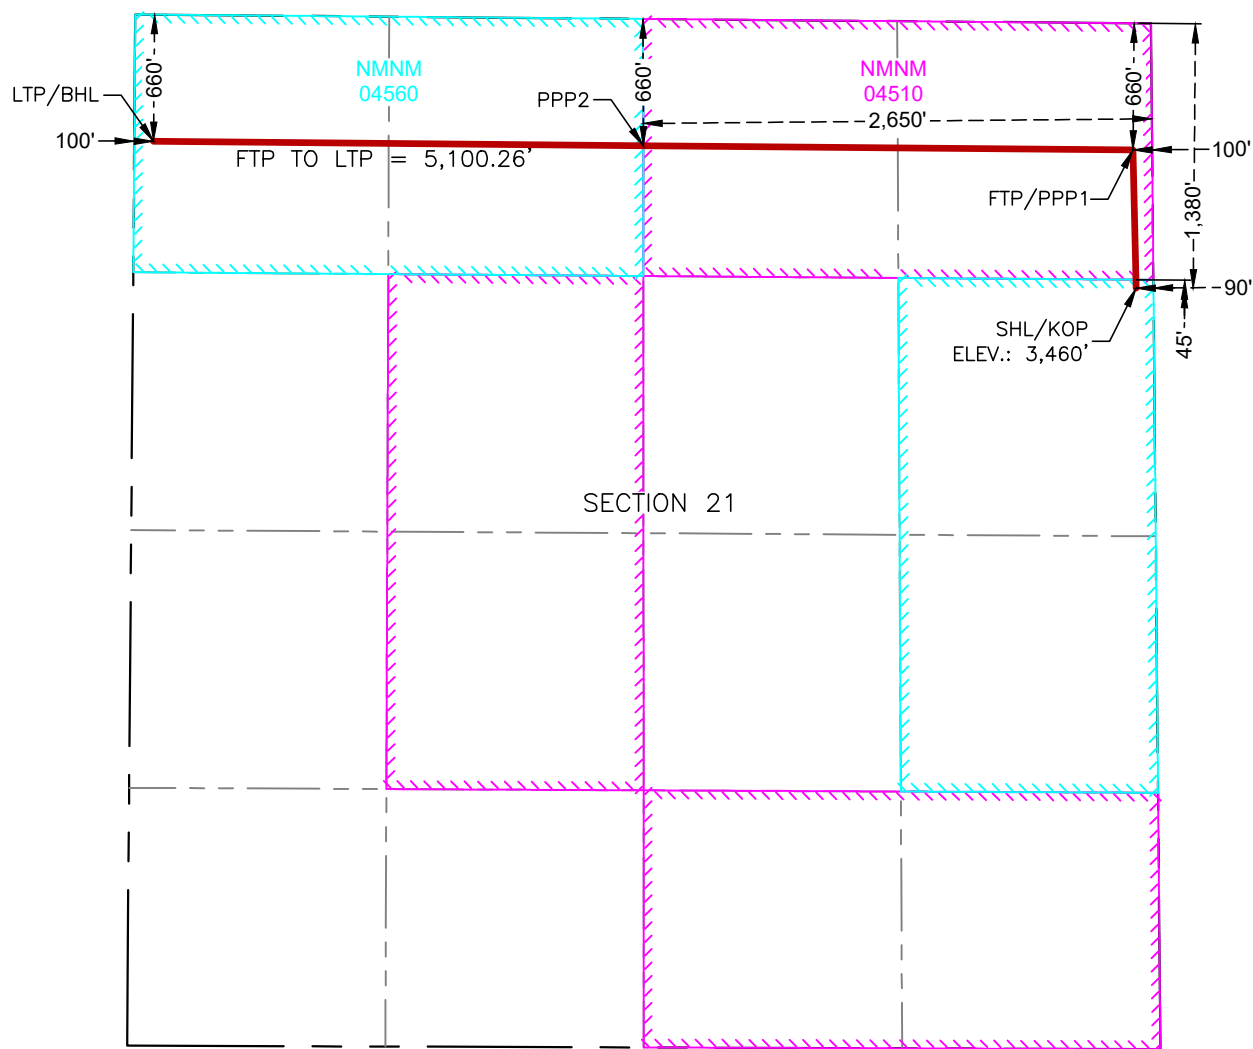 NMNM
04560
NMNM
04510
660'
660'
660'
LTP/BHL
PPP2
2,650'
100'
FTP TO LTP = 5,100.26'
100'
FTP/PPP1
1,380'
90'
SHL/KOP
ELEV.: 3,460'
45'
SECTION 21